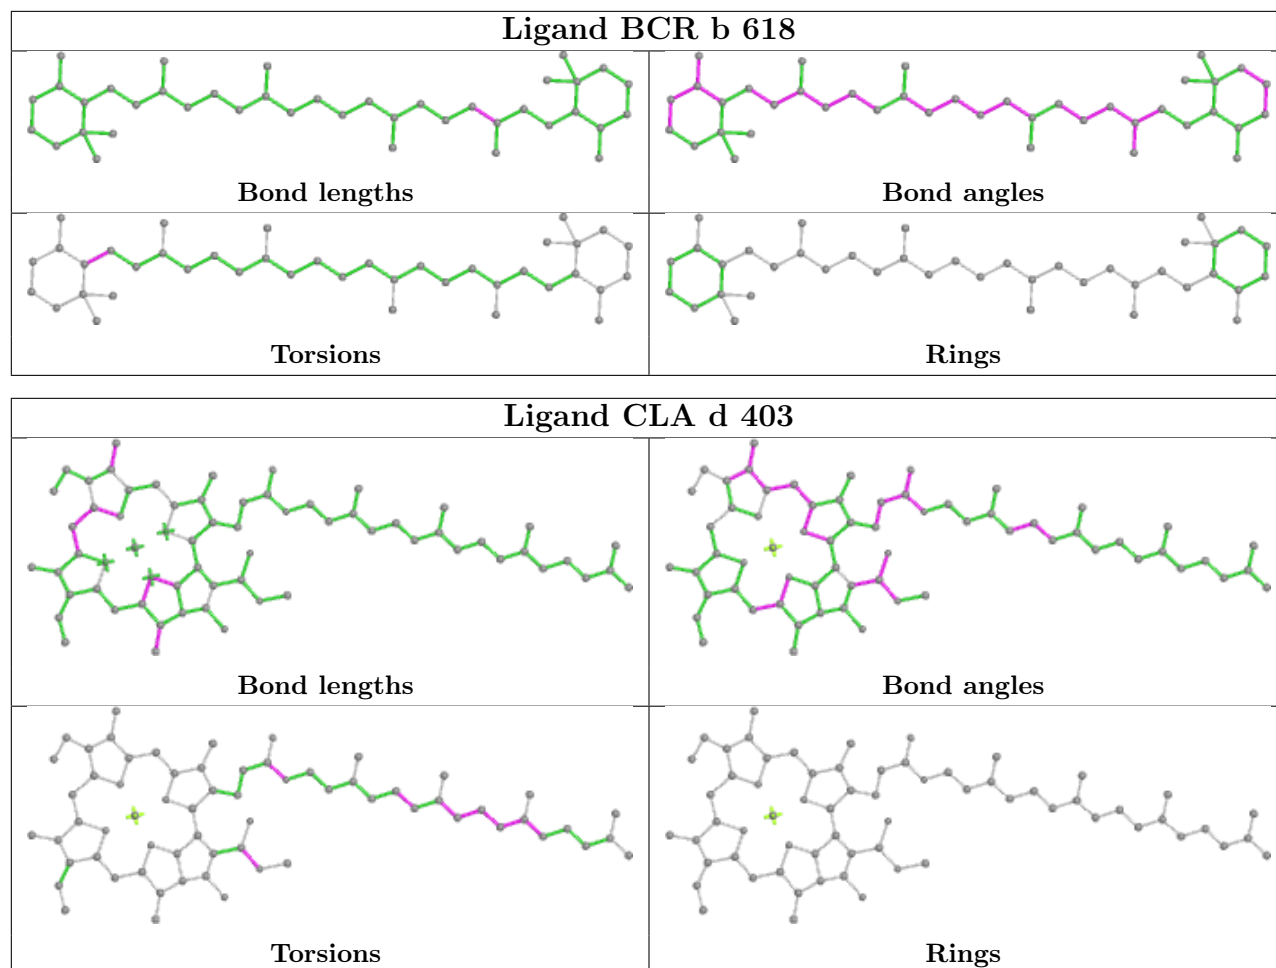 Ligand BCR b 618
Bond lengths
Bond angles
Torsions
Rings
Ligand CLA d 403
Bond lengths
Bond angles
Torsions
Rings